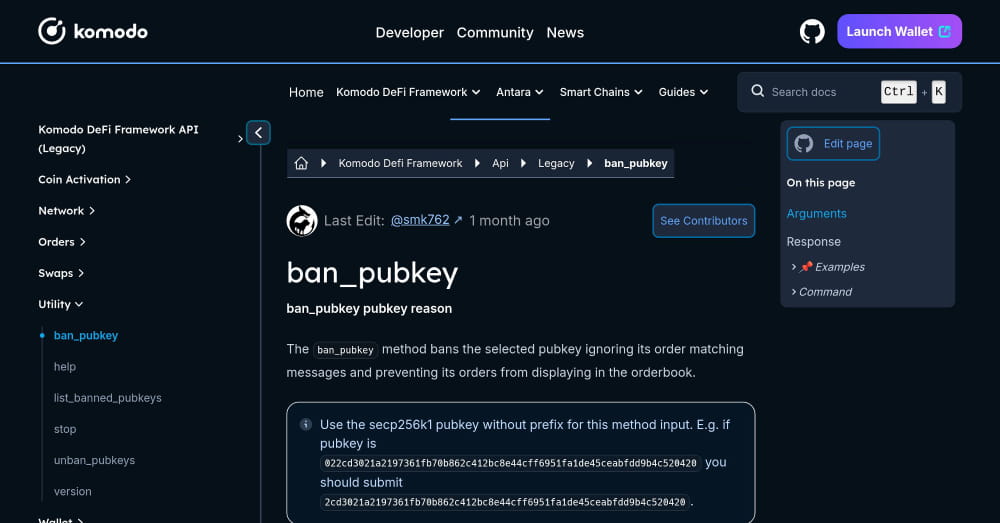 komodo
Developer Community News
Launch Wallet
Home Komodo DeFi Framework Antara Smart Chains Guides
Search docs Ctrl + K
Komodo DeFi Framework API
(Legacy)
Coin Activation
Network
Orders
Swaps
Utility
ban_pubkey
help
list_banned_pubkeys
stop
unban_pubkeys
version
Wallet
Komodo Defi Framework Api Legacy ban_pubkey
Last Edit: @smk762 ↗ 1 month ago
See Contributors
ban_pubkey
ban_pubkey pubkey reason
The ban_pubkey method bans the selected pubkey ignoring its order matching
messages and preventing its orders from displaying in the orderbook.
Use the secp256k1 pubkey without prefix for this method input. E.g. if
pubkey is
022cd3021a2197361fb70b862c412bc8e44cff6951fa1de45ceabfdd9b4c520420 you
should submit
2cd3021a2197361fb70b862c412bc8e44cff6951fa1de45ceabfdd9b4c520420.
Edit page
On this page
Arguments
Response
📌 Examples
Command